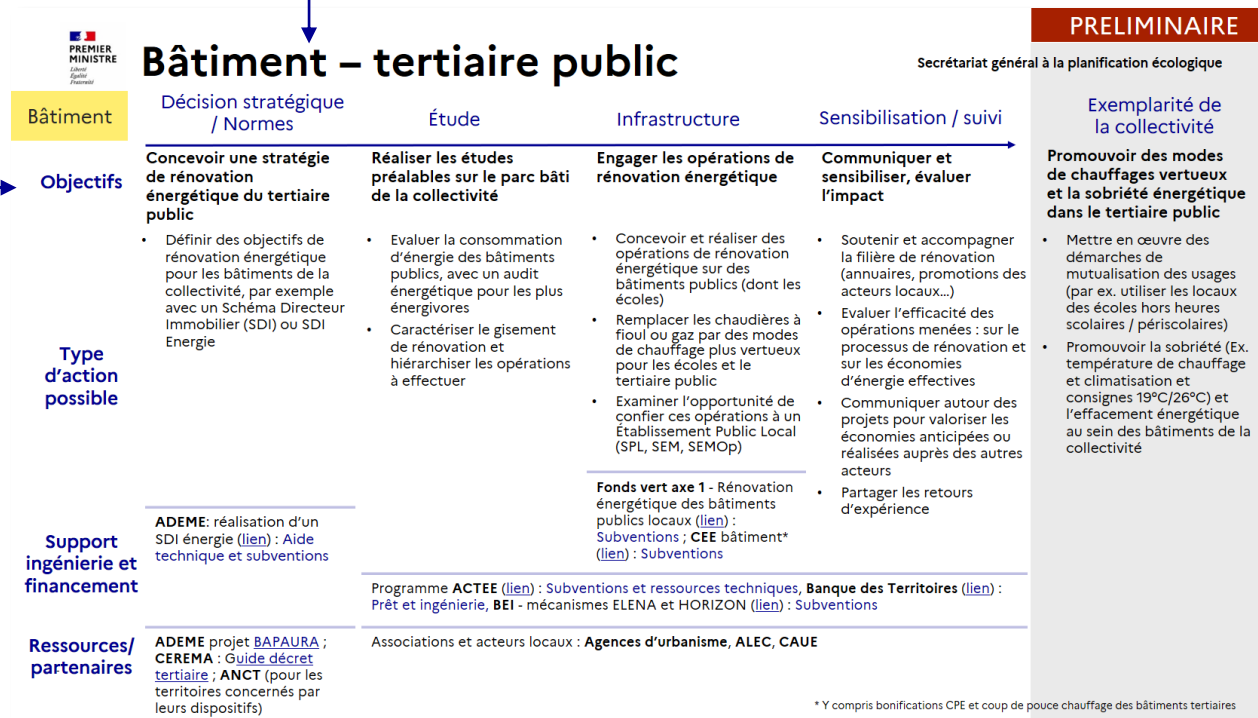 PRELIMINAIRE
PREMIER
MINISTRE
Liberté
Égalité
Fraternité
Bâtiment – tertiaire public
Secrétariat général à la planification écologique
Bâtiment
Décision stratégique
/ Normes
Étude
Infrastructure
Sensibilisation / suivi
Exemplarité de
la collectivité
Objectifs
Concevoir une stratégie
de rénovation
énergétique du tertiaire
public
Réaliser les études
préalables sur le parc bâti
de la collectivité
Engager les opérations de
rénovation énergétique
Communiquer et
sensibiliser, évaluer
l’impact
Promouvoir des modes
de chauffages vertueux
et la sobriété énergétique
dans le tertiaire public
Type
d’action
possible
• Définir des objectifs de
rénovation énergétique
pour les bâtiments de la
collectivité, par exemple
avec un Schéma Directeur
Immobilier (SDI) ou SDI
Energie
• Evaluer la consommation
d’énergie des bâtiments
publics, avec un audit
énergétique pour les plus
énergivores
• Caractériser le gisement
de rénovation et
hiérarchiser les opérations
à effectuer
• Concevoir et réaliser des
opérations de rénovation
énergétique sur des
bâtiments publics (dont les
écoles)
• Remplacer les chaudières à
fioul ou gaz par des modes
de chauffage plus vertueux
pour les écoles et le
tertiaire public
• Examiner l’opportunité de
confier ces opérations à un
Établissement Public Local
(SPL, SEM, SEMOp)
• Soutenir et accompagner
la filière de rénovation
(annuaires, promotions des
acteurs locaux…)
• Evaluer l’efficacité des
opérations menées : sur le
processus de rénovation et
sur les économies
d’énergie effectives
• Communiquer autour des
projets pour valoriser les
économies anticipées ou
réalisées auprès des autres
acteurs
• Partager les retours
d’expérience
• Mettre en œuvre des
démarches de
mutualisation des usages
(par ex. utiliser les locaux
des écoles hors heures
scolaires / périscolaires)
• Promouvoir la sobriété (Ex.
température de chauffage
et climatisation et
consignes 19°C/26°C) et
l’effacement énergétique
au sein des bâtiments de la
collectivité
Support
ingénierie et
financement
ADEME: réalisation d’un
SDI énergie (lien) : Aide
technique et subventions
Fonds vert axe 1 - Rénovation
énergétique des bâtiments
publics locaux (lien) :
Subventions ; CEE bâtiment*
(lien) : Subventions
Programme ACTEE (lien) : Subventions et ressources techniques, Banque des Territoires (lien) :
Prêt et ingénierie, BEI - mécanismes ELENA et HORIZON (lien) : Subventions
Ressources/
partenaires
ADEME projet BAPAURA ;
CEREMA : Guide décret
tertiaire ; ANCT (pour les
territoires concernés par
leurs dispositifs)
Associations et acteurs locaux : Agences d’urbanisme, ALEC, CAUE
* Y compris bonifications CPE et coup de pouce chauffage des bâtiments tertiaires